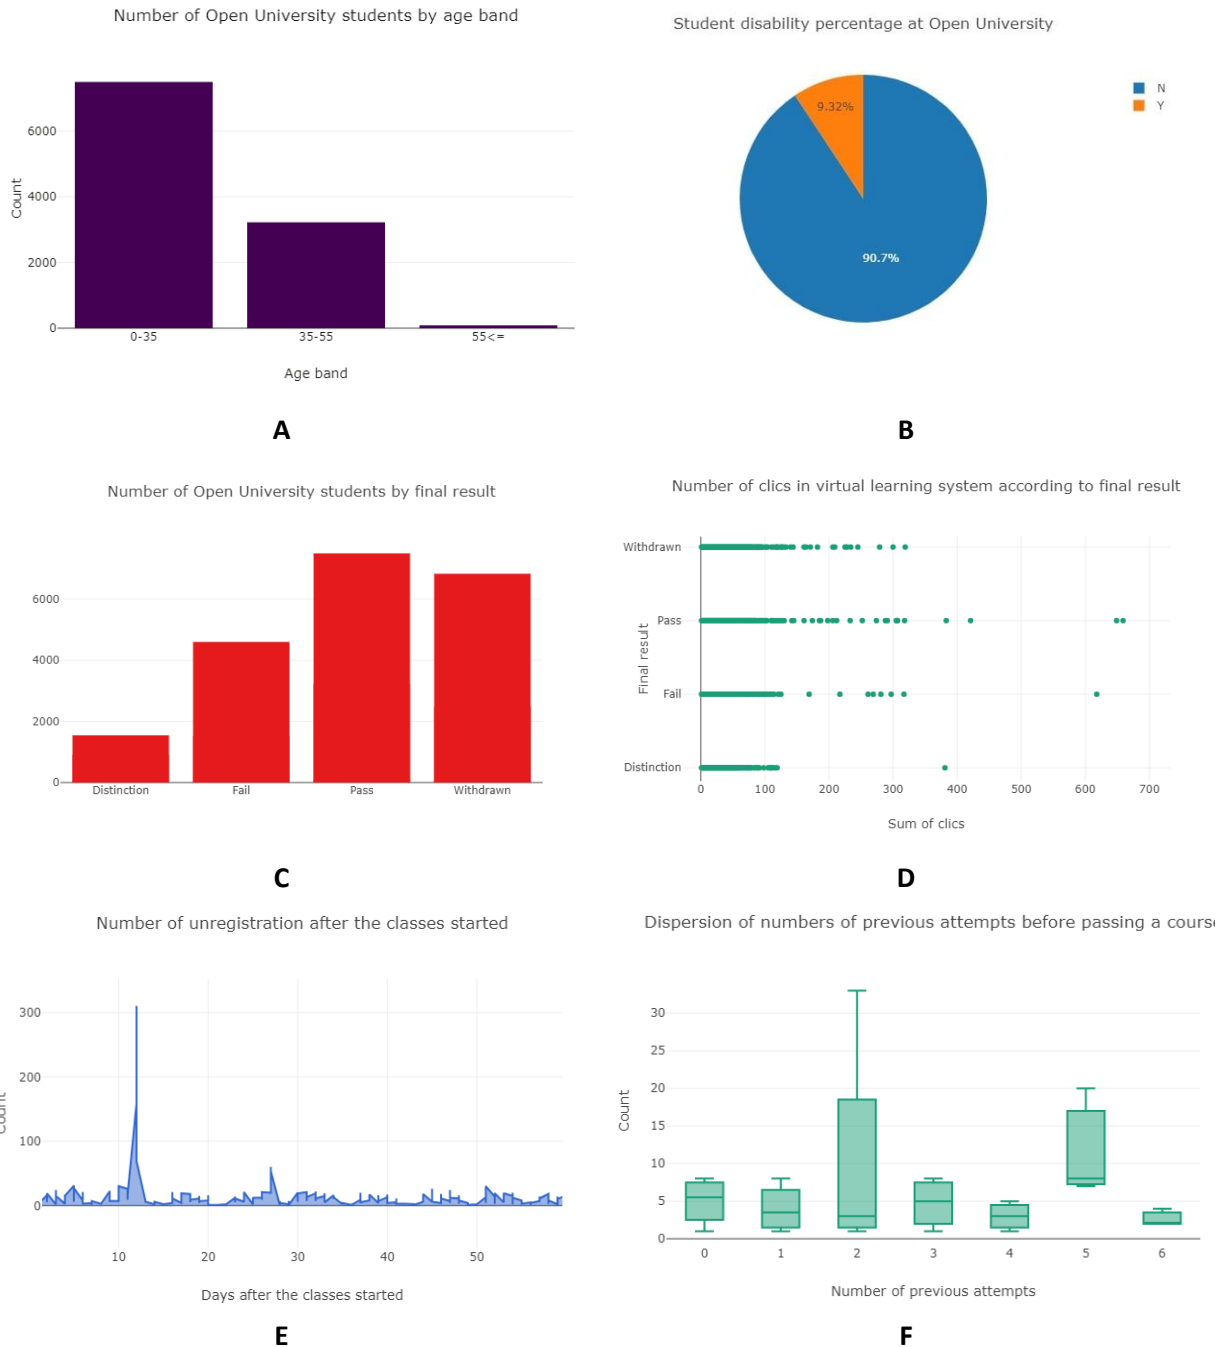 Number of Open University students by age band
6000
4000
2000
0
Count
0-35
35-55
55<=
Age band
A
Student disability percentage at Open University
9.32%
90.7%
N
Y
B
Number of Open University students by final result
6000
4000
2000
0
Distinction
Fail
Pass
Withdrawn
C
Number of clics in virtual learning system according to final result
Withdrawn
Pass
Fail
Distinction
Final result
0
100
200
300
400
500
600
700
Sum of clics
D
Number of unregistration after the classes started
300
200
100
0
Count
10
20
30
40
50
Days after the classes started
E
Dispersion of numbers of previous attempts before passing a course
30
25
20
15
10
5
0
Count
0
1
2
3
4
5
6
Number of previous attempts
F